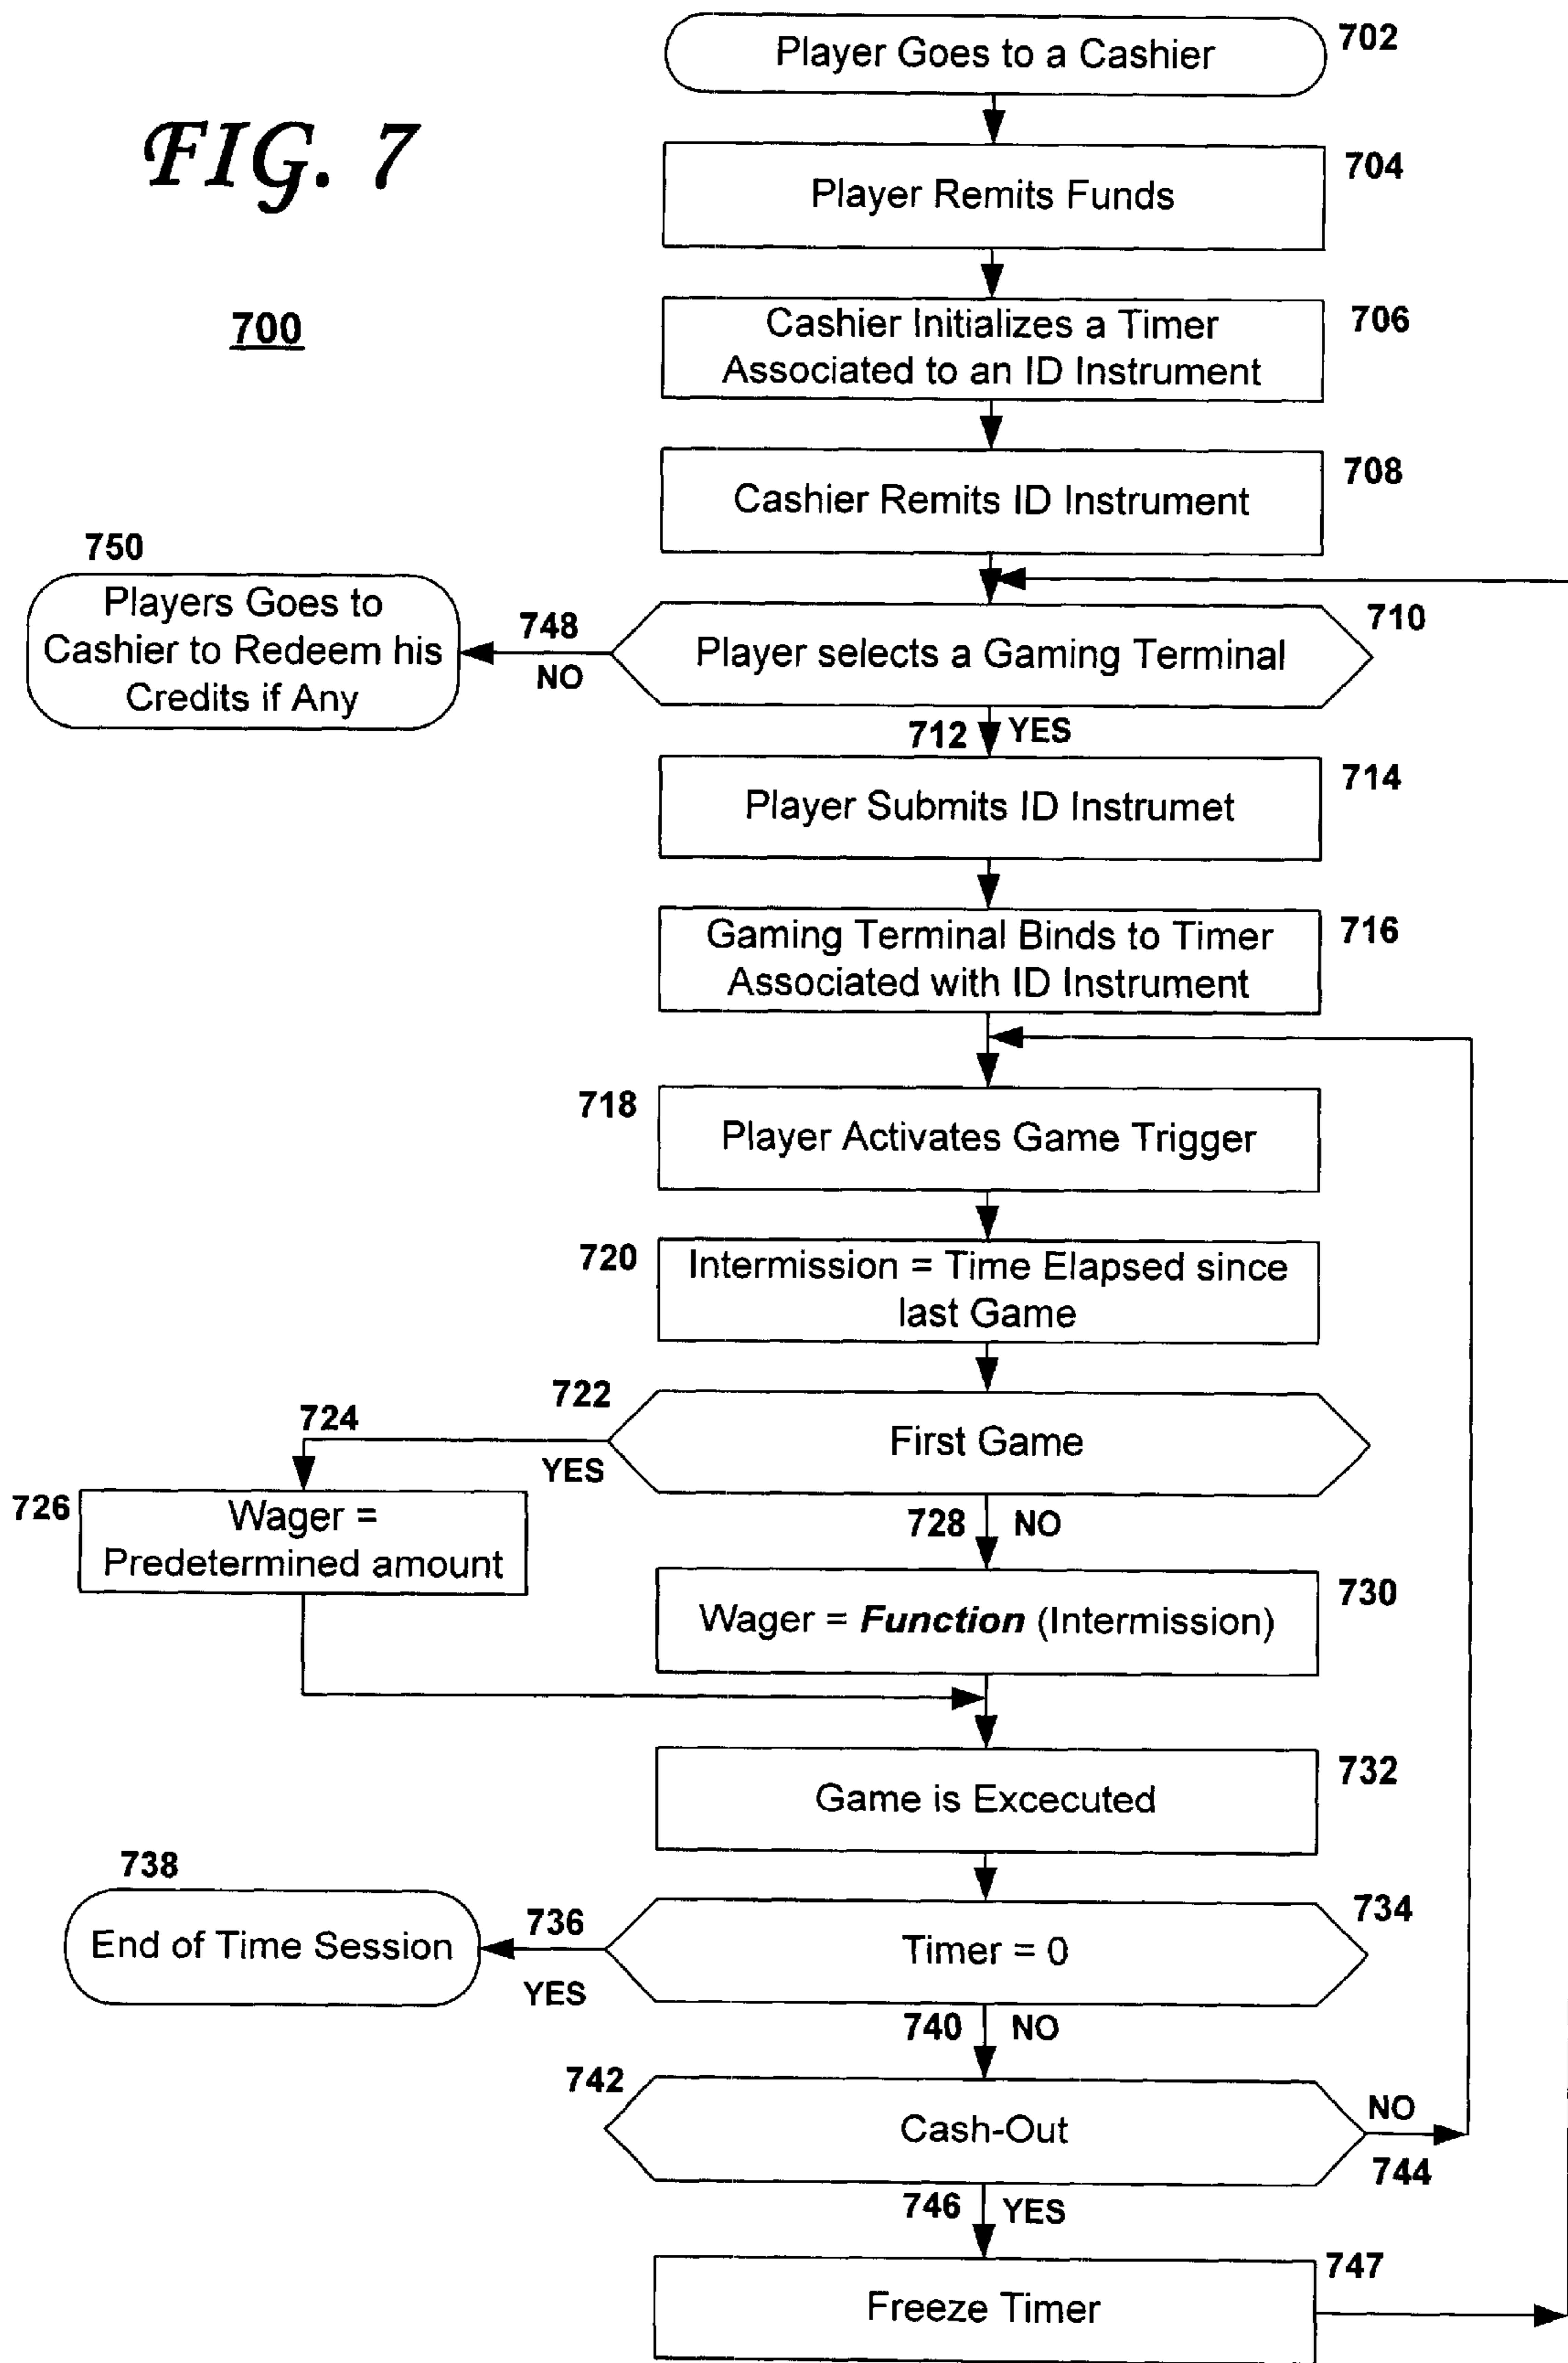 FIG. 7
700
Player Goes to a Cashier
702
Player Remits Funds
704
Cashier Initializes a Timer
Associated to an ID Instrument
706
Cashier Remits ID Instrument
708
750
Players Goes to
Cashier to Redeem his
Credits if Any
748
NO
Player selects a Gaming Terminal
710
712
YES
Player Submits ID Instrumet
714
Gaming Terminal Binds to Timer
Associated with ID Instrument
716
718
Player Activates Game Trigger
720
Intermission = Time Elapsed since
last Game
722
First Game
724
YES
726
Wager =
Predetermined amount
728
NO
Wager = Function (Intermission)
730
Game is Excecuted
732
738
End of Time Session
736
YES
Timer = 0
734
740
NO
742
Cash-Out
NO
744
746
YES
Freeze Timer
747